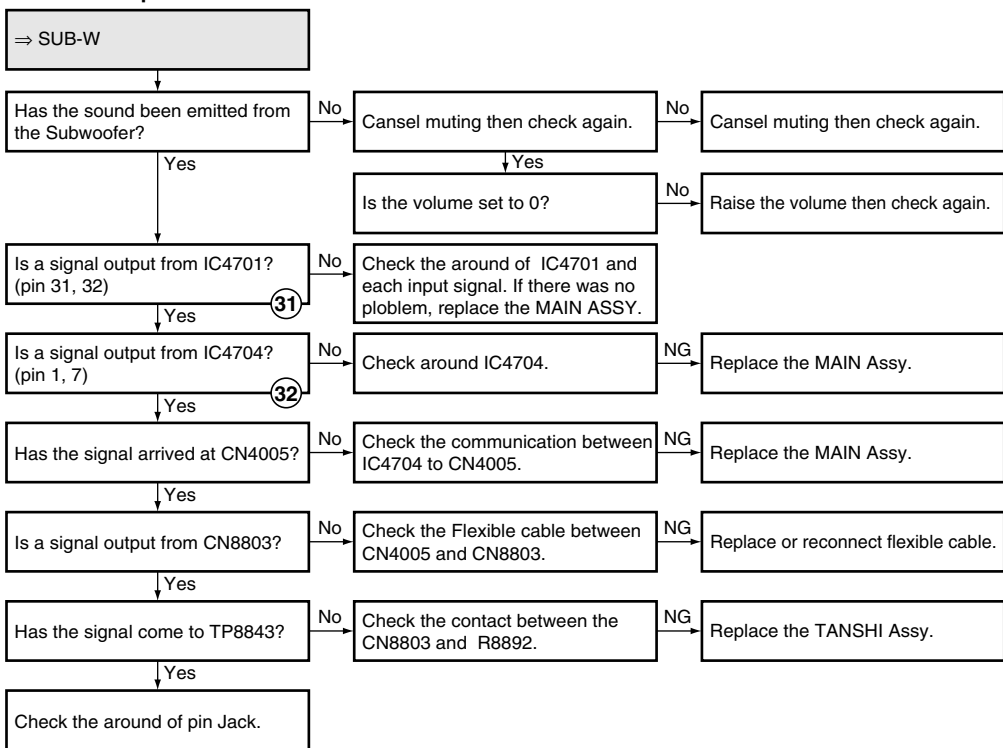 ⇒ SUB-W
Has the sound been emitted from
the Subwoofer?
No
Cansel muting then check again.
No
Cansel muting then check again.
Yes
Yes
Is the volume set to 0?
No
Raise the volume then check again.
Is a signal output from IC4701?
(pin 31, 32)
31
No
Check the around of IC4701 and
each input signal. If there was no
ploblem, replace the MAIN ASSY.
Yes
Is a signal output from IC4704?
(pin 1, 7)
32
No
Check around IC4704.
NG
Replace the MAIN Assy.
Yes
Has the signal arrived at CN4005?
No
Check the communication between
IC4704 to CN4005.
NG
Replace the MAIN Assy.
Yes
Is a signal output from CN8803?
No
Check the Flexible cable between
CN4005 and CN8803.
NG
Replace or reconnect flexible cable.
Yes
Has the signal come to TP8843?
No
Check the contact between the
CN8803 and R8892.
NG
Replace the TANSHI Assy.
Yes
Check the around of pin Jack.